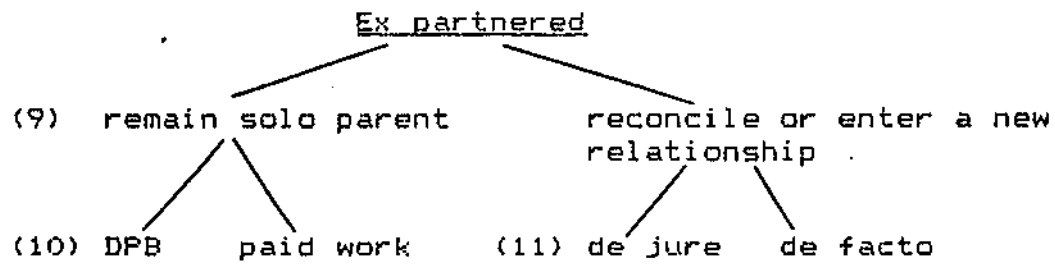 Ex partnered
(9) remain solo parent reconcile or enter a new
relationship
(10) DPB paid work (11) de jure de facto